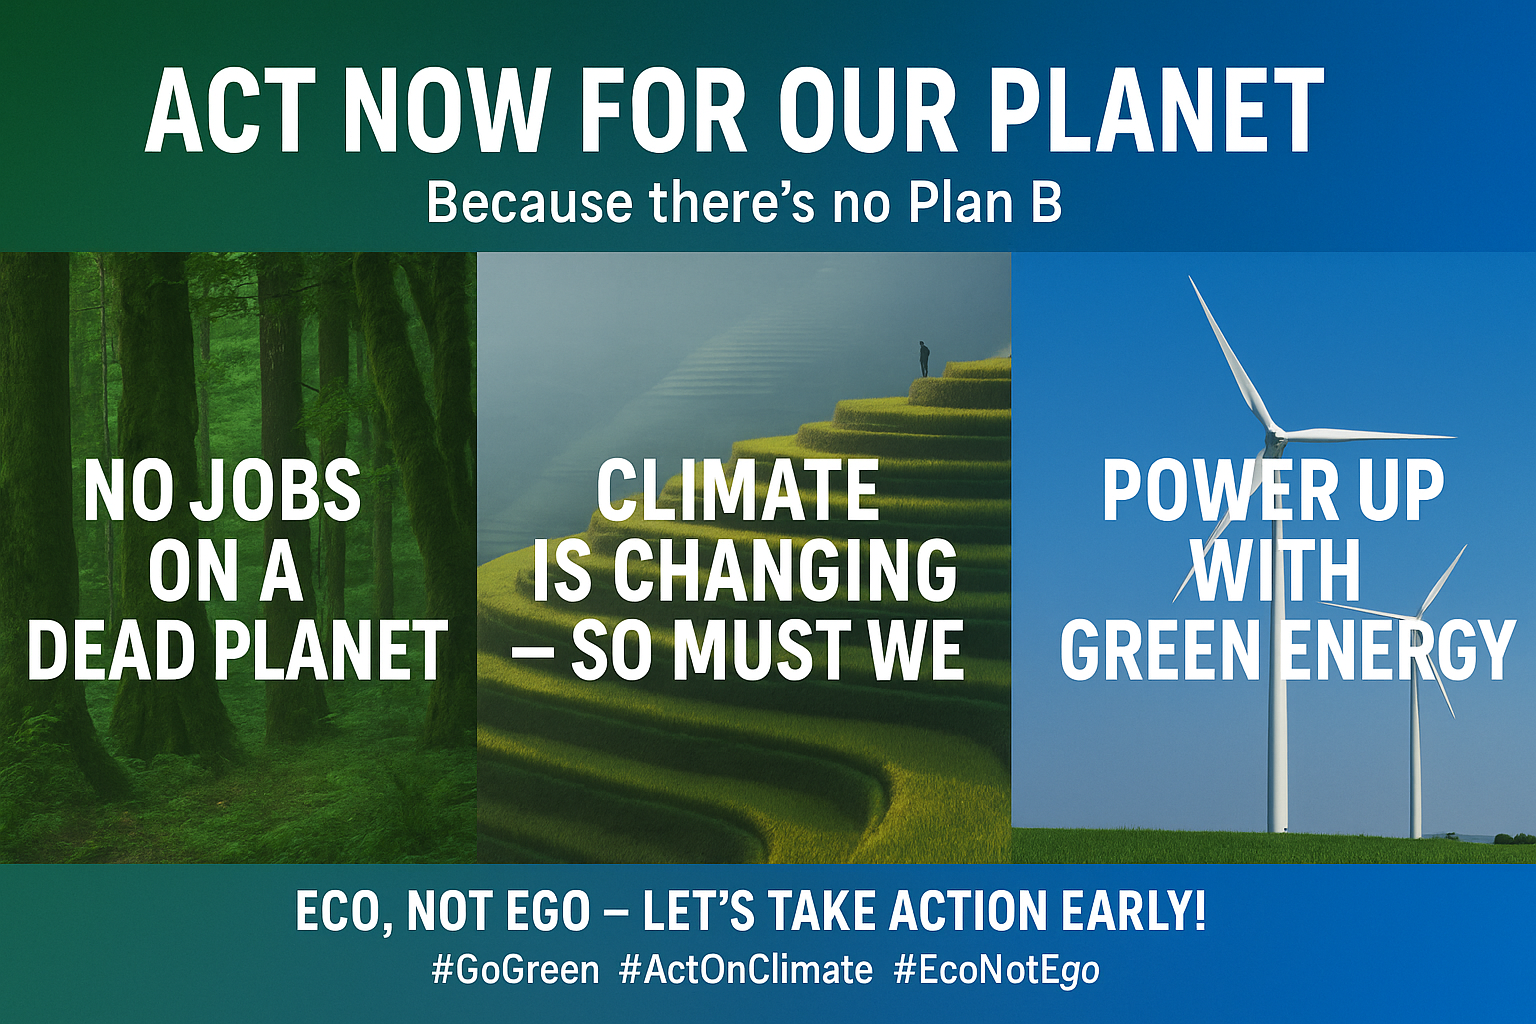 ACT NOW FOR OUR PLANET
Because there’s no Plan B
NO JOBS
ON A
DEAD PLANET
CLIMATE
IS CHANGING
– SO MUST WE
POWER UP
WITH
GREEN ENERGY
ECO, NOT EGO – LET’S TAKE ACTION EARLY!
#GoGreen #ActOnClimate #EcoNotEgo